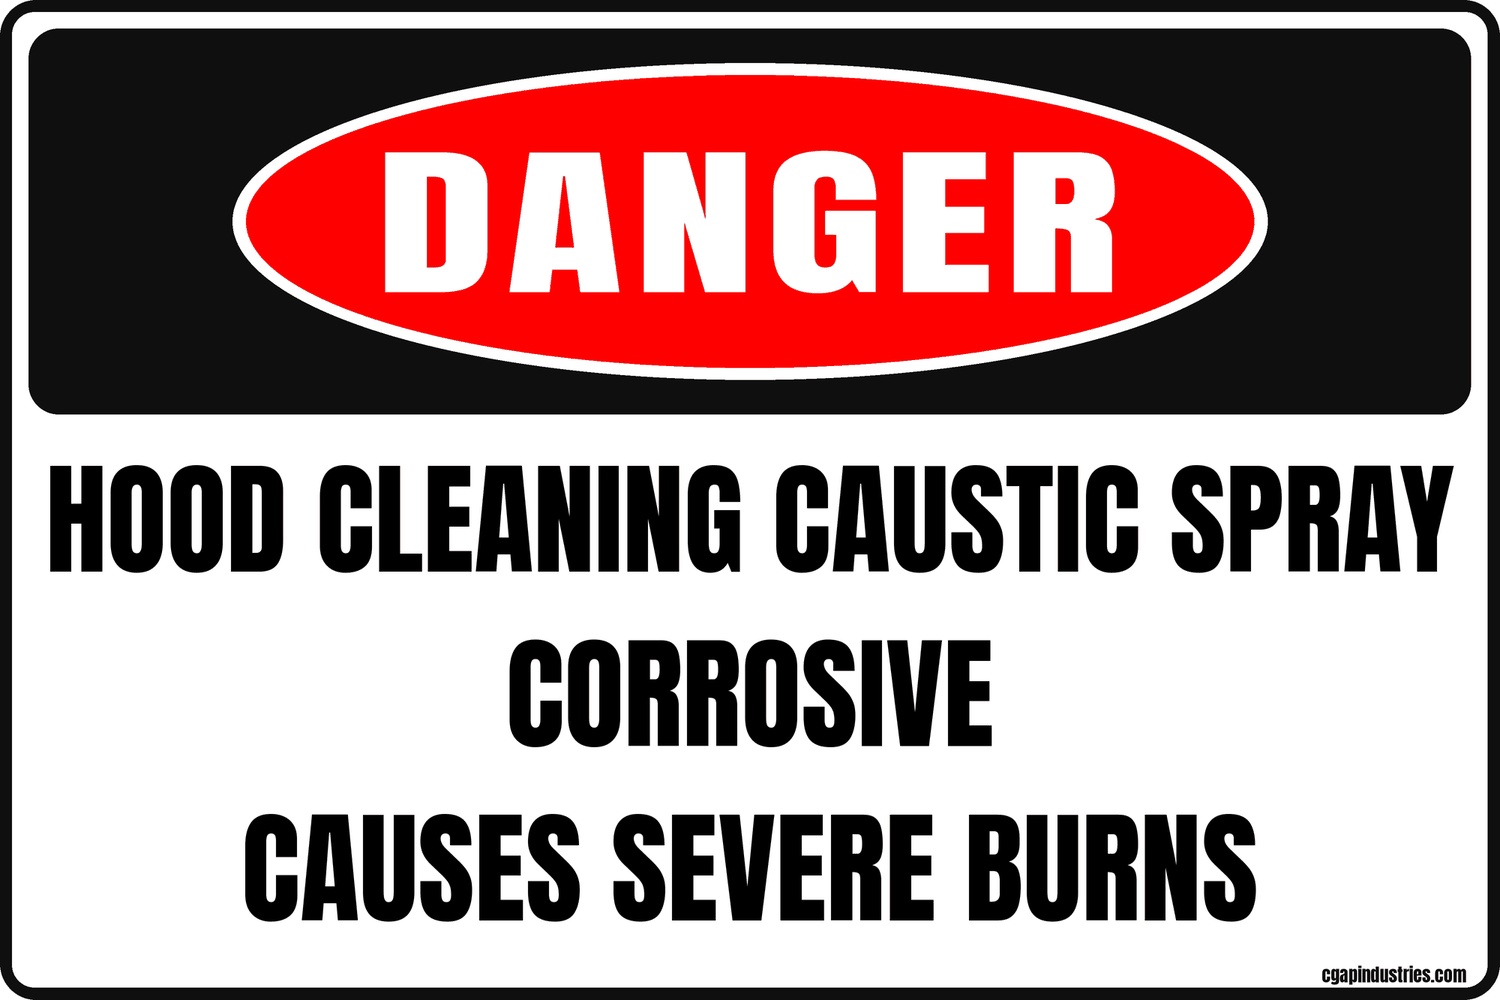 DANGER
HOOD CLEANING CAUSTIC SPRAY
CORROSIVE
CAUSES SEVERE BURNS
cgapindustries.com